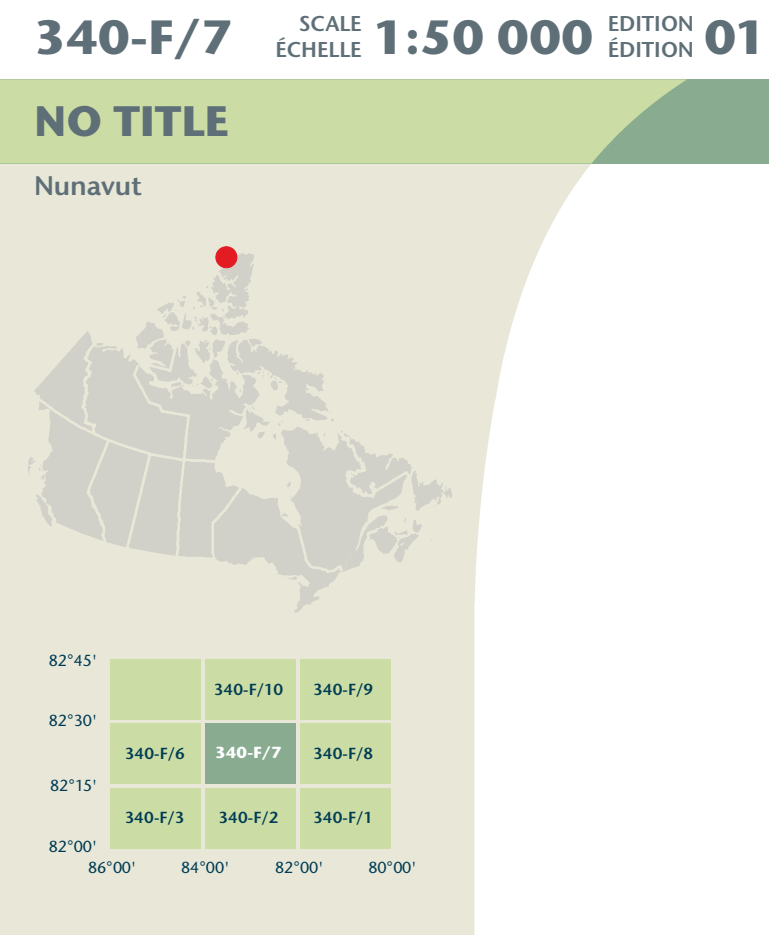 340-F/7 SCALE ÉCHELLE 1:50 000 EDITION ÉDITION 01
NO TITLE
Nunavut
82°45'
340-F/10 340-F/9
82°30'
340-F/6 340-F/7 340-F/8
82°15'
340-F/3 340-F/2 340-F/1
82°00'
86°00' 84°00' 82°00' 80°00'